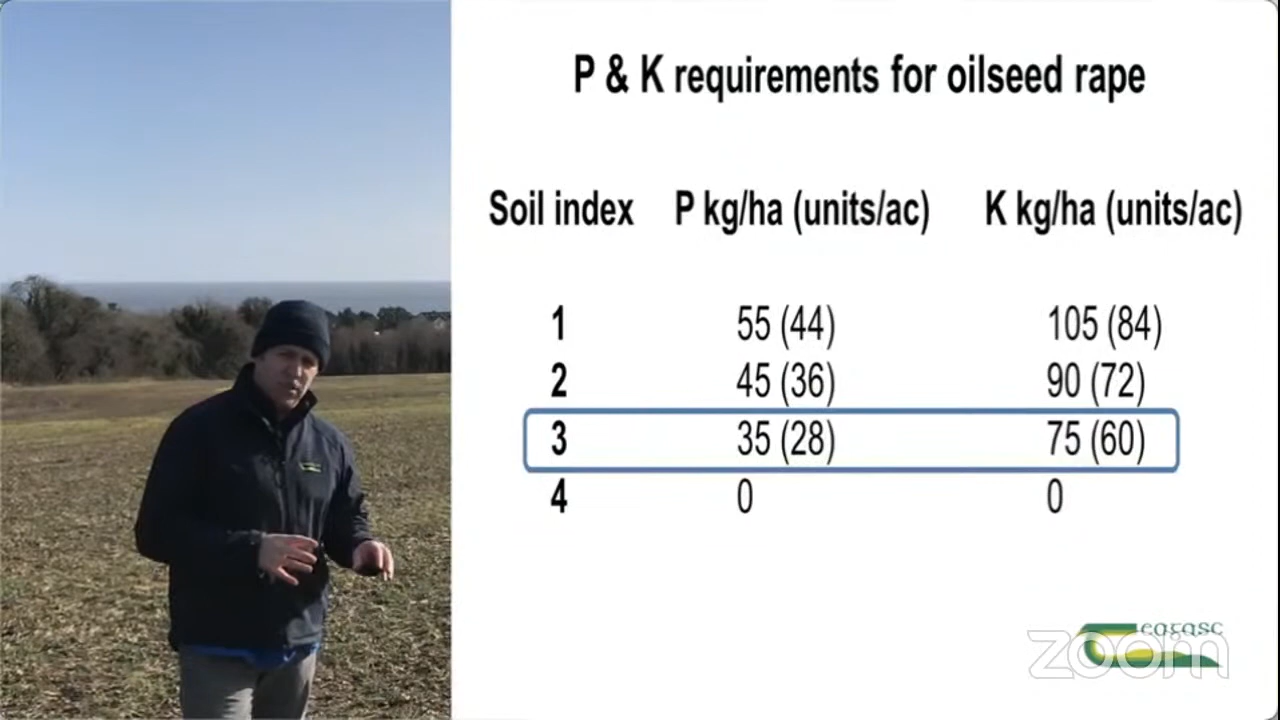 P & K requirements for oilseed rape
Soil index P kg/ha (units/ac) K kg/ha (units/ac)
1 55 (44) 105 (84)
2 45 (36) 90 (72)
3 35 (28) 75 (60)
4 0 0
eagasc
zoom